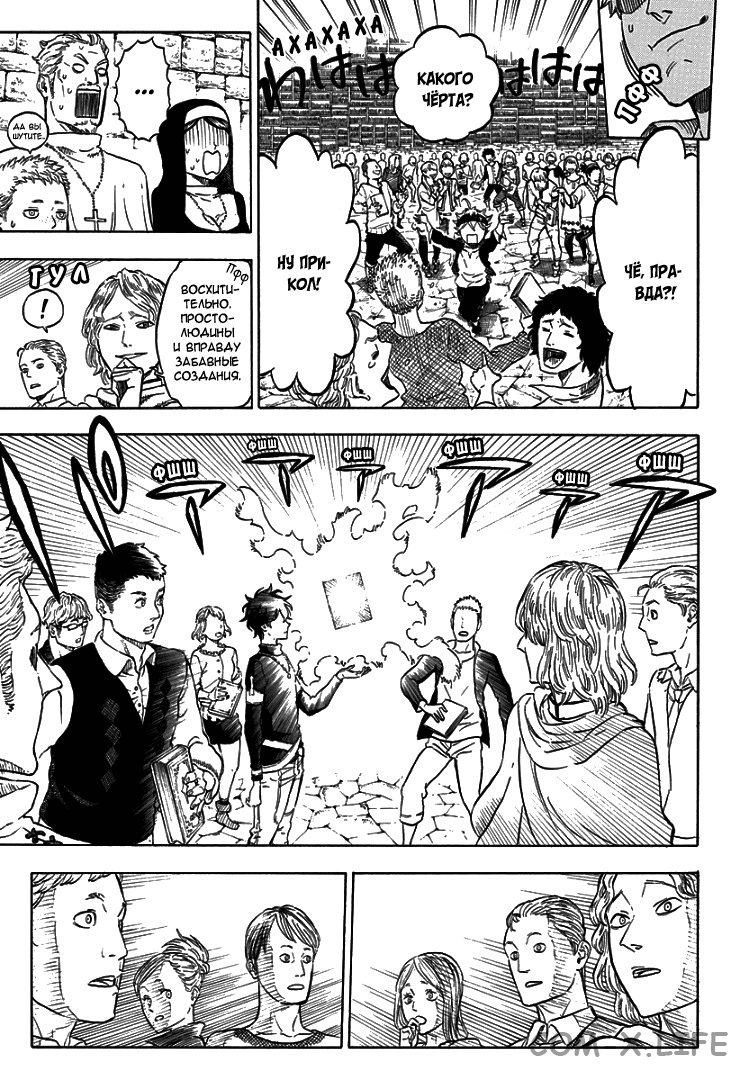 ПФФ
АХАХАХА
わはは
ははは
КАКОГО
ЧЁРТА?
ЧЁ, ПРА-
ВДА?!
НУ ПРИ-
КОЛ!
...
ДА ВЫ
ШУТИТЕ.
ПФФ
ВОСХИТИ-
ТЕЛЬНО.
ПРОСТО-
ЛЮДИНЫ
И ВПРАВДУ
ЗАБАВНЫЕ
СОЗДАНИЯ.
ГУЛ
!
ФШШ
ФШШ
ФШШ
ФШШ
ФШШ
ФШШ
COM X.LIFE